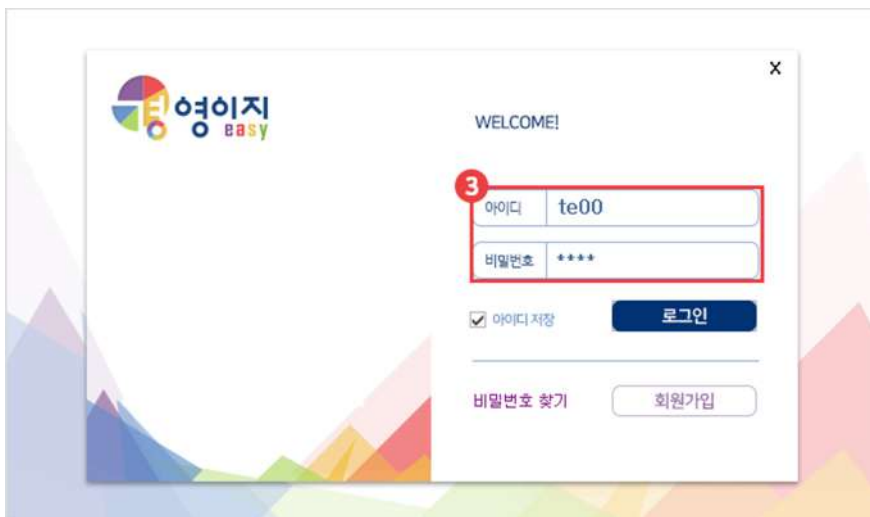 경영이지
easy
X
WELCOME!
3
아이디 te00
비밀번호 ****
아이디 저장 로그인
비밀번호 찾기 회원가입